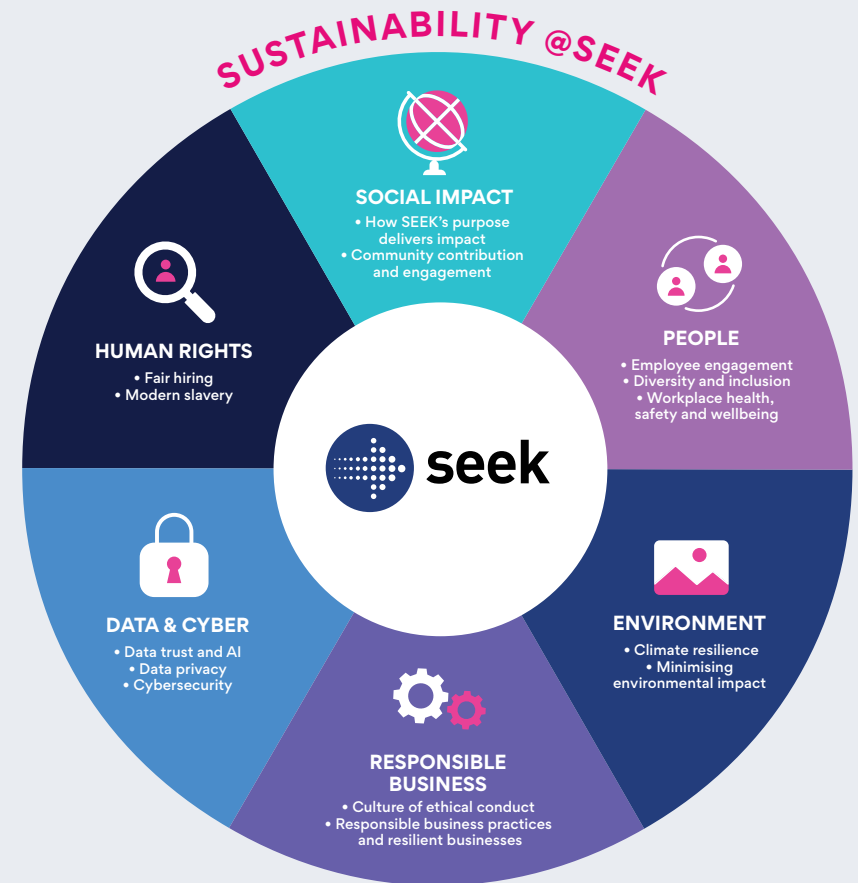 SUSTAINABILITY @SEEK
SOCIAL IMPACT
• How SEEK's purpose
delivers impact
• Community contribution
and engagement
PEOPLE
• Employee engagement
• Diversity and inclusion
• Workplace health,
safety and wellbeing
ENVIRONMENT
• Climate resilience
• Minimising
environmental impact
RESPONSIBLE
BUSINESS
• Culture of ethical conduct
• Responsible business practices
and resilient businesses
DATA & CYBER
• Data trust and AI
• Data privacy
• Cybersecurity
HUMAN RIGHTS
• Fair hiring
• Modern slavery
seek